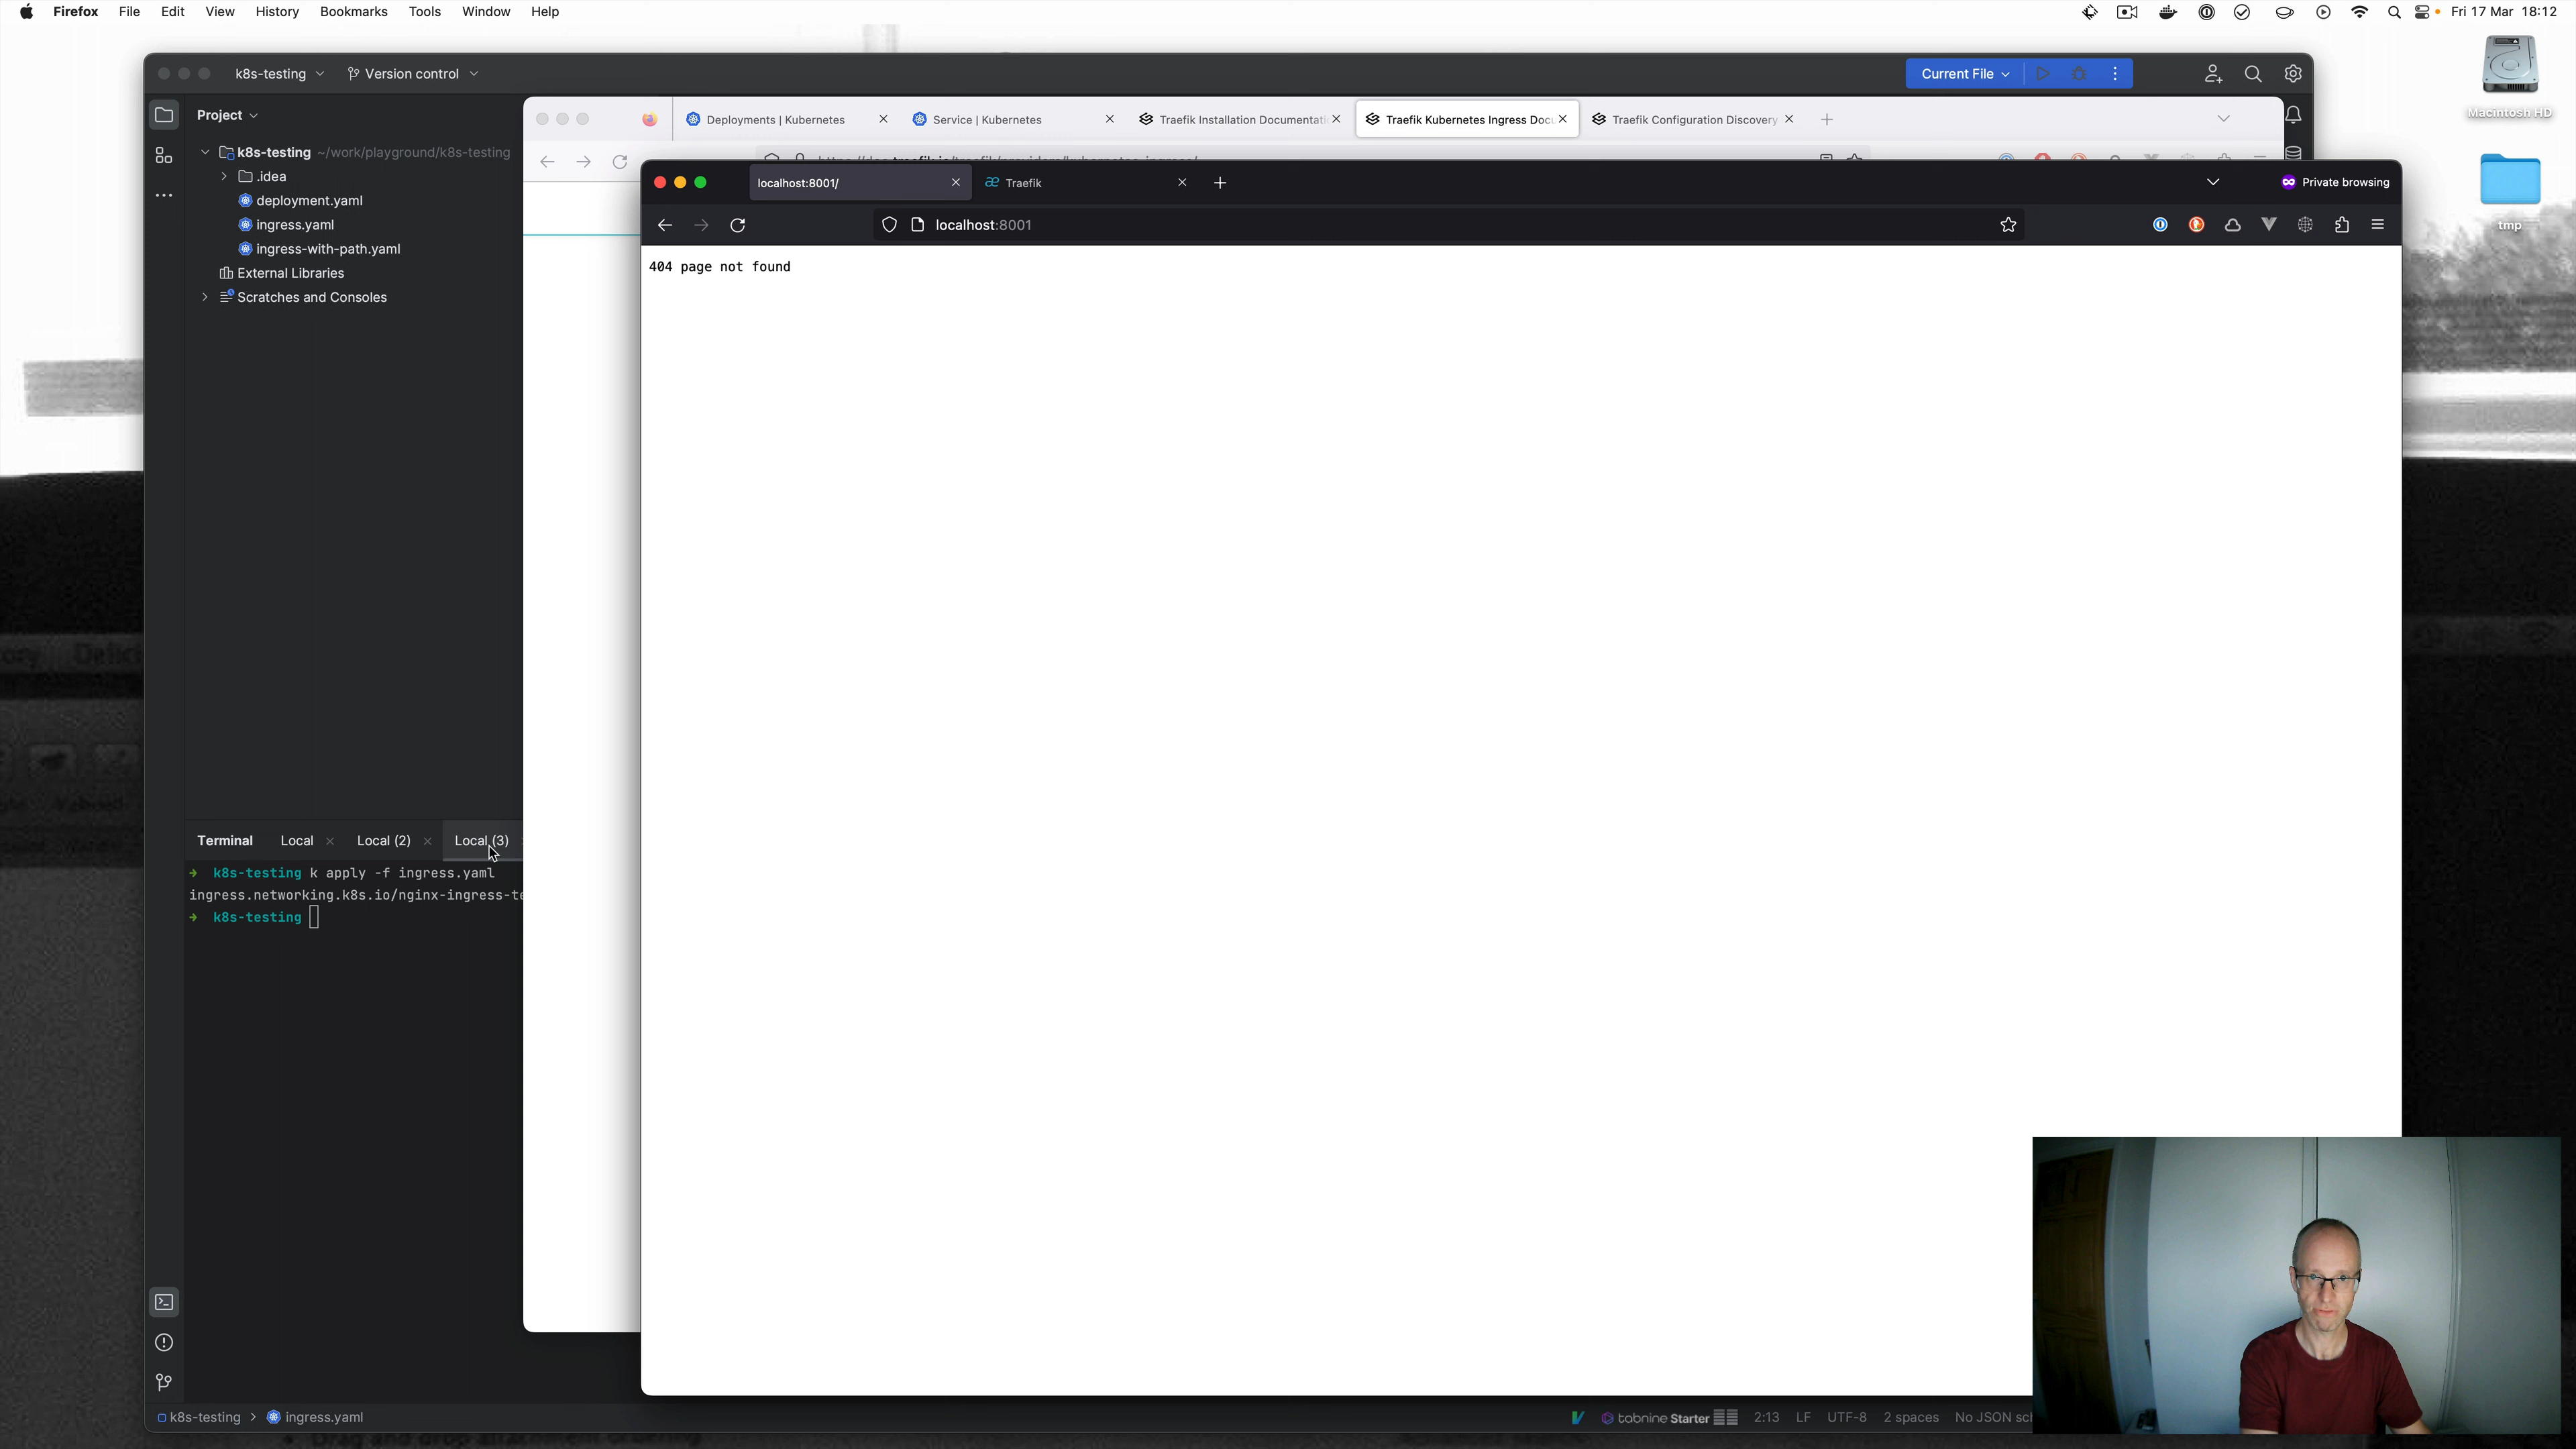 Firefox File Edit View History Bookmarks Tools Window Help
Fri 17 Mar 18:12
Macintosh HD
tmp
k8s-testing
Version control
Current File
Project
k8s-testing ~/work/playground/k8s-testing
.idea
deployment.yaml
ingress.yaml
ingress-with-path.yaml
External Libraries
Scratches and Consoles
Deployments | Kubernetes
Service | Kubernetes
Traefik Installation Documentati
Traefik Kubernetes Ingress Docu
Traefik Configuration Discovery
localhost:8001/
Traefik
Private browsing
localhost:8001
404 page not found
Terminal Local Local (2) Local (3)
➜ k8s-testing k apply -f ingress.yaml
ingress.networking.k8s.io/nginx-ingress-te
➜ k8s-testing
k8s-testing > ingress.yaml
tabnine Starter 2:13 LF UTF-8 2 spaces No JSON sch